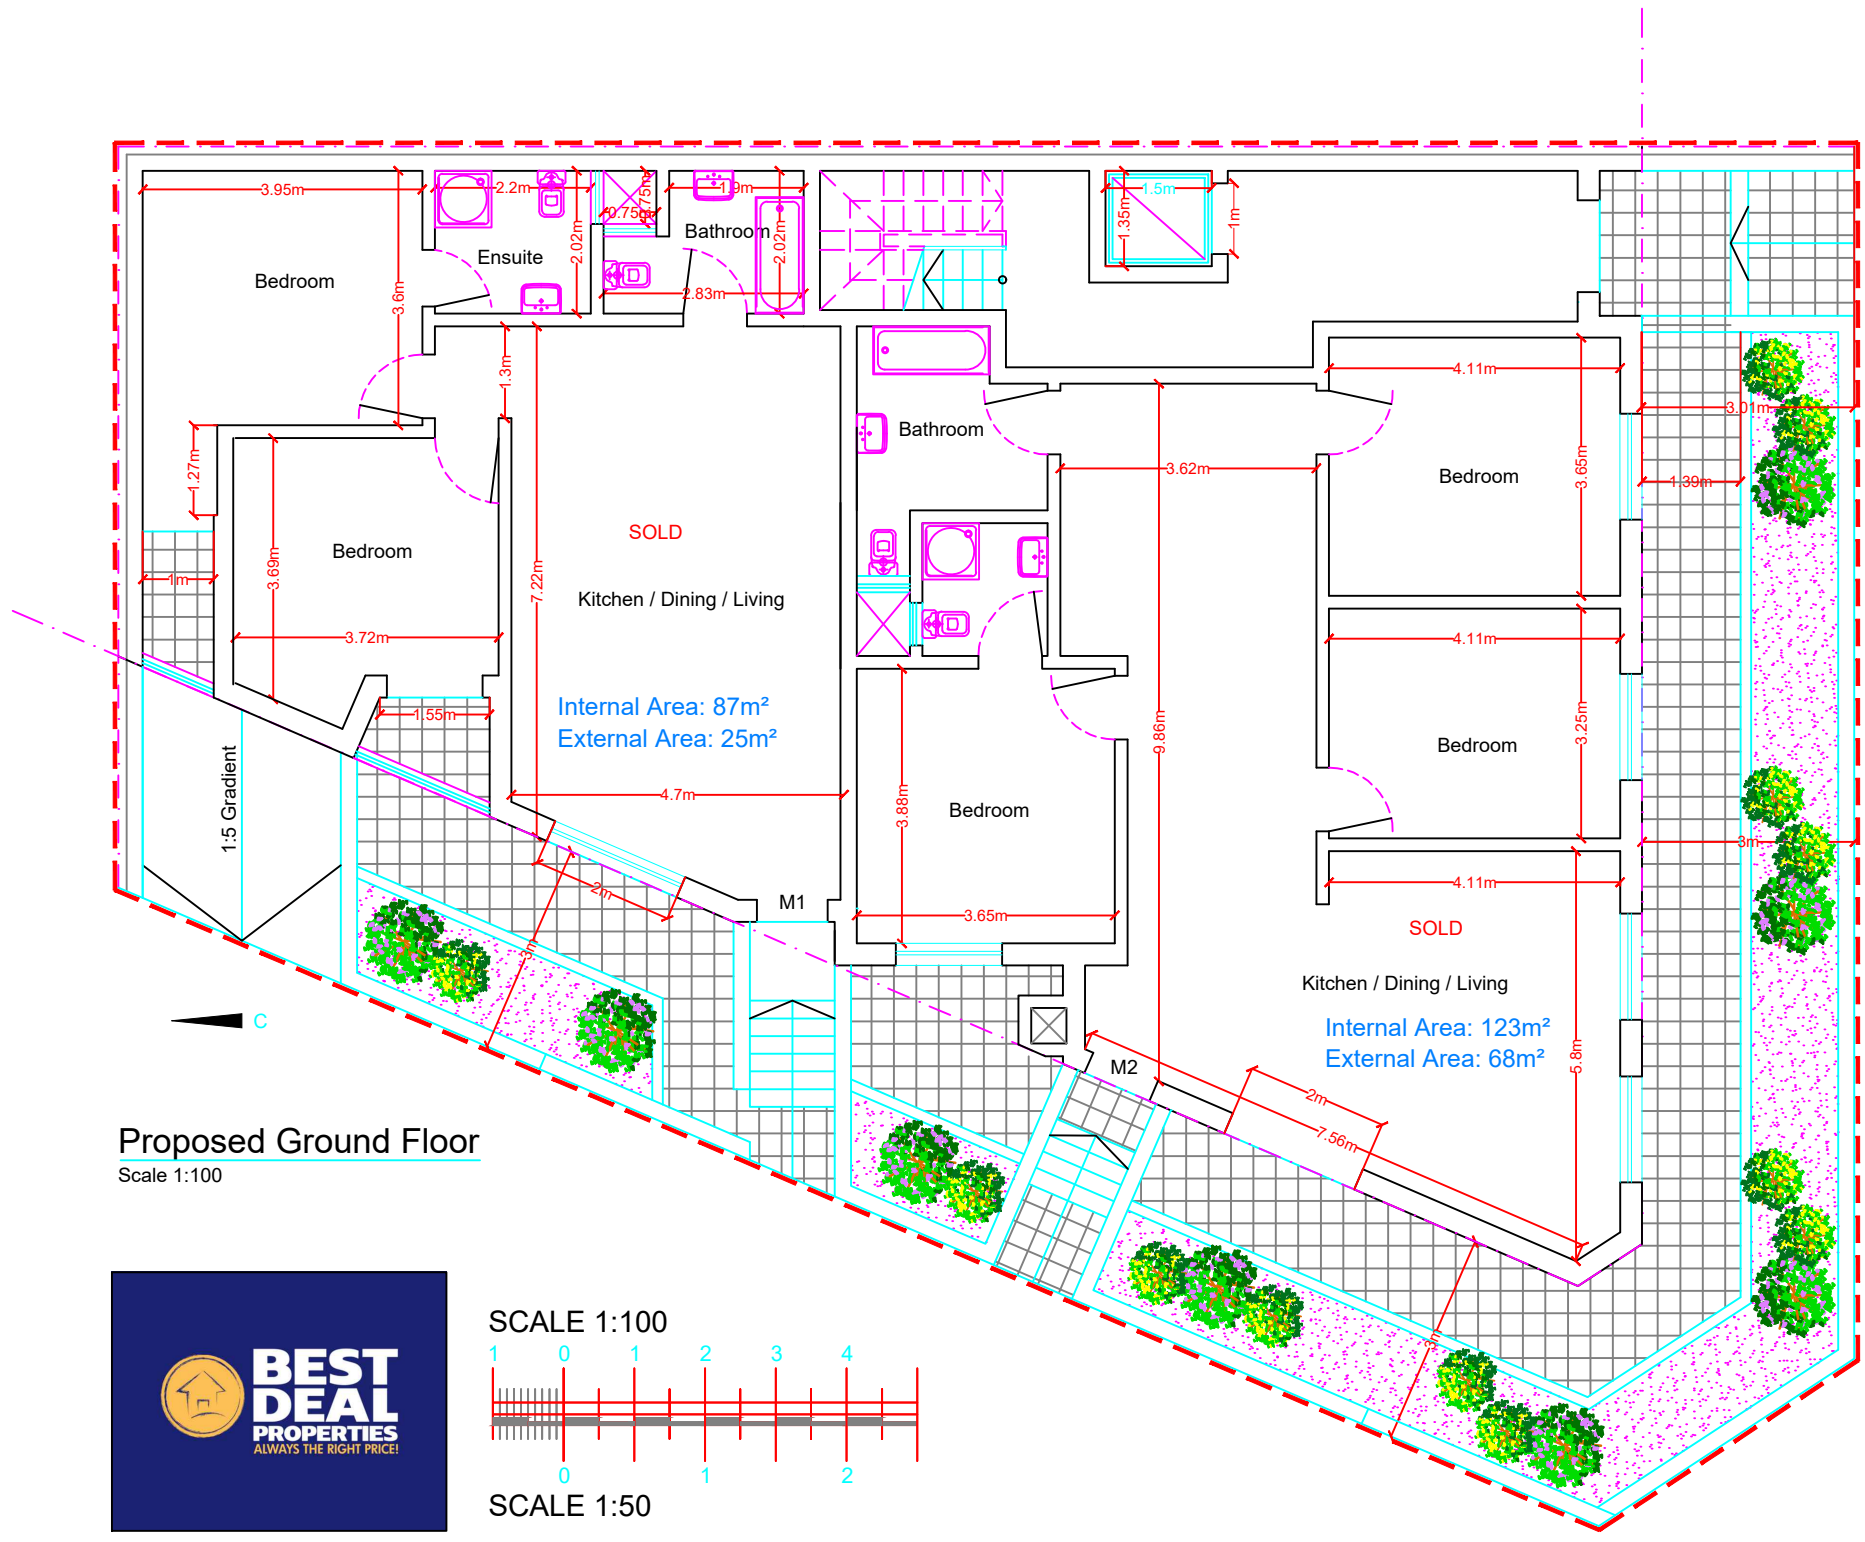 3.95m
2.2m
0.75m
0.75m
1.9m
1.5m
1.35m
1m
Bathroom
Ensuite
2.02m
2.02m
Bedroom
3.6m
2.83m
1.3m
4.11m
3.01m
Bathroom
1.27m
3.62m
Bedroom
3.65m
1.39m
SOLD
Bedroom
3.69m
1m
7.22m
Kitchen / Dining / Living
3.72m
4.11m
Internal Area: 87m²
External Area: 25m²
1.55m
9.86m
3.25m
Bedroom
1:5 Gradient
4.7m
3.88m
Bedroom
3m
2m
M1
3.65m
4.11m
SOLD
3m
Kitchen / Dining / Living
C
Internal Area: 123m²
External Area: 68m²
5.8m
M2
2m
7.56m
3m
Proposed Ground Floor
Scale 1:100
SCALE 1:100
1 0 1 2 3 4
0 1 2
SCALE 1:50
BEST
DEAL
PROPERTIES
ALWAYS THE RIGHT PRICE!